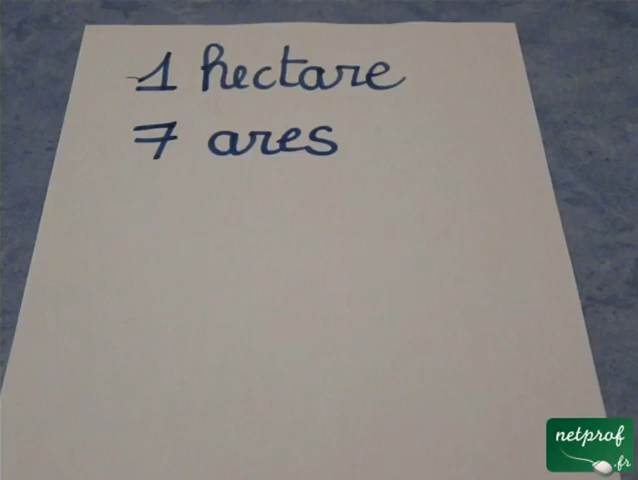 1 hectare
7 ares
netprof
.fr